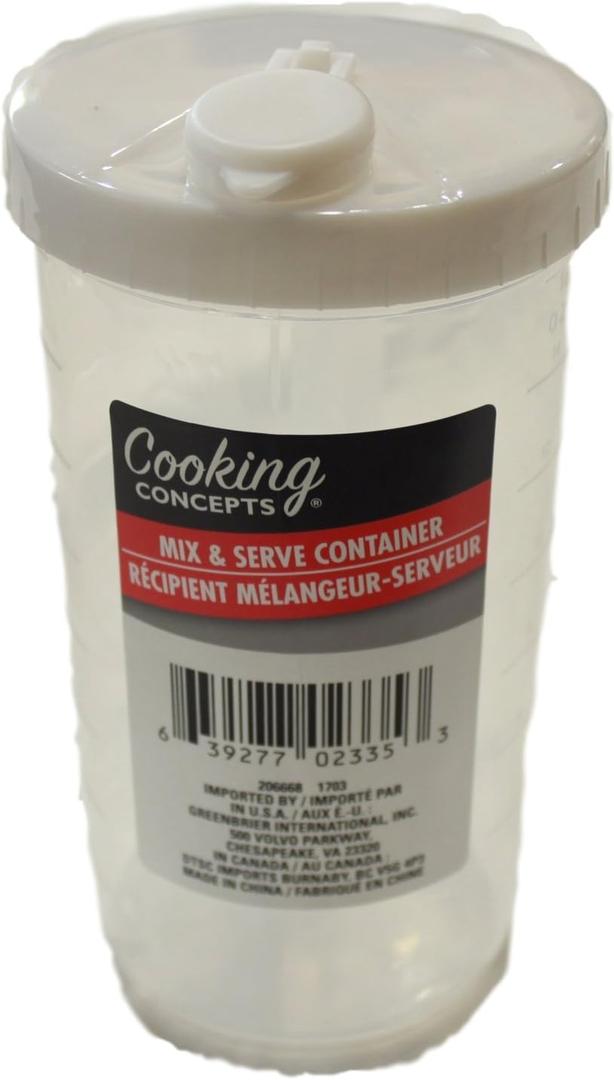 Cooking
CONCEPTS ®
MIX & SERVE CONTAINER
RÉCIPIENT MÉLANGEUR-SERVEUR
6 39277 02335 3
206668 1703
IMPORTED BY / IMPORTÉ PAR
IN U.S.A. / AUX É.-U. :
GREENBRIER INTERNATIONAL, INC.
500 VOLVO PARKWAY,
CHESAPEAKE, VA 23320
IN CANADA / AU CANADA :
DTSC IMPORTS BURNABY, BC V5G 4P3
MADE IN CHINA / FABRIQUÉ EN CHINE